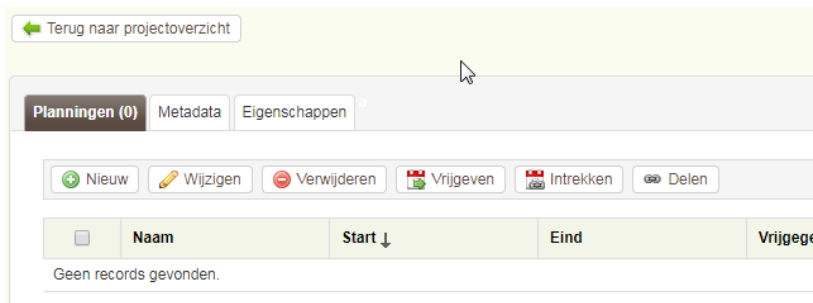 Terug naar projectoverzicht
Planningen (0) Metadata Eigenschappen
Nieuw Wijzigen Verwijderen Vrijgeven Intrekken Delen
Naam Start Eind Vrijgege
Geen records gevonden.